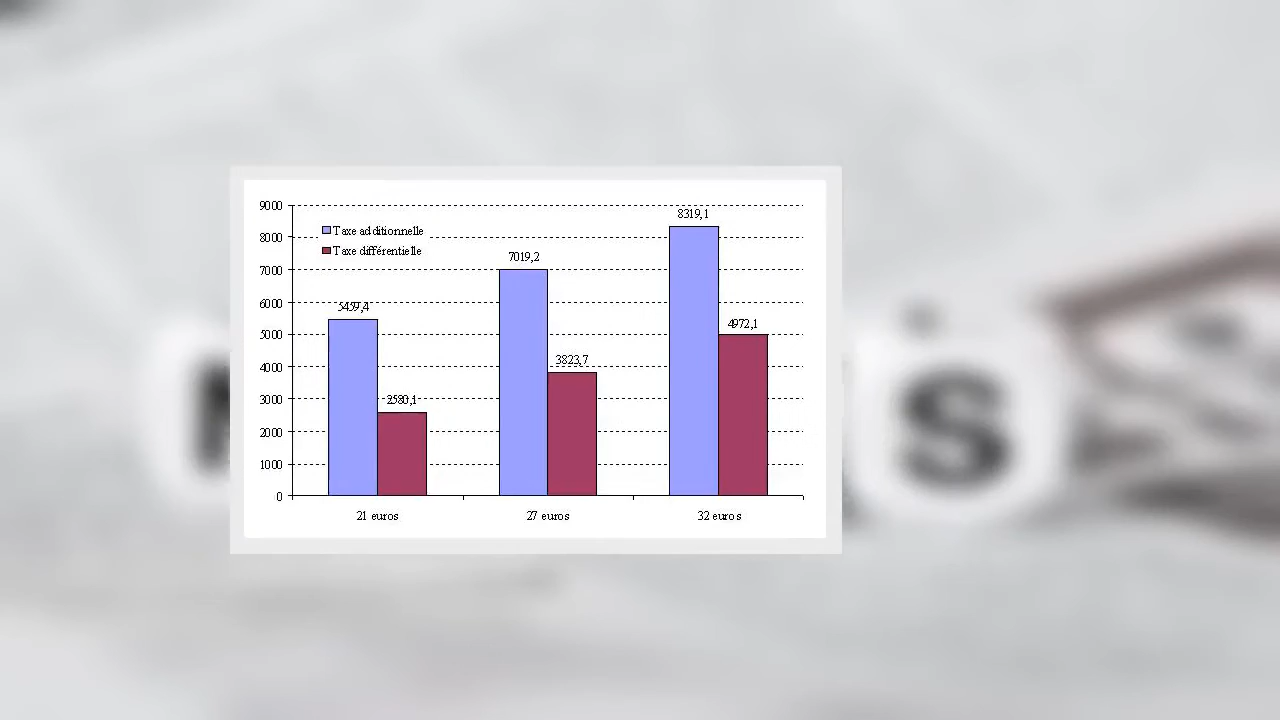 9000
8000
7000
6000
5000
4000
3000
2000
1000
0
Taxe additionnelle
Taxe différentielle
5459,4
2580,1
7019,2
3823,7
8319,1
4972,1
21 euros
27 euros
32 euros
S